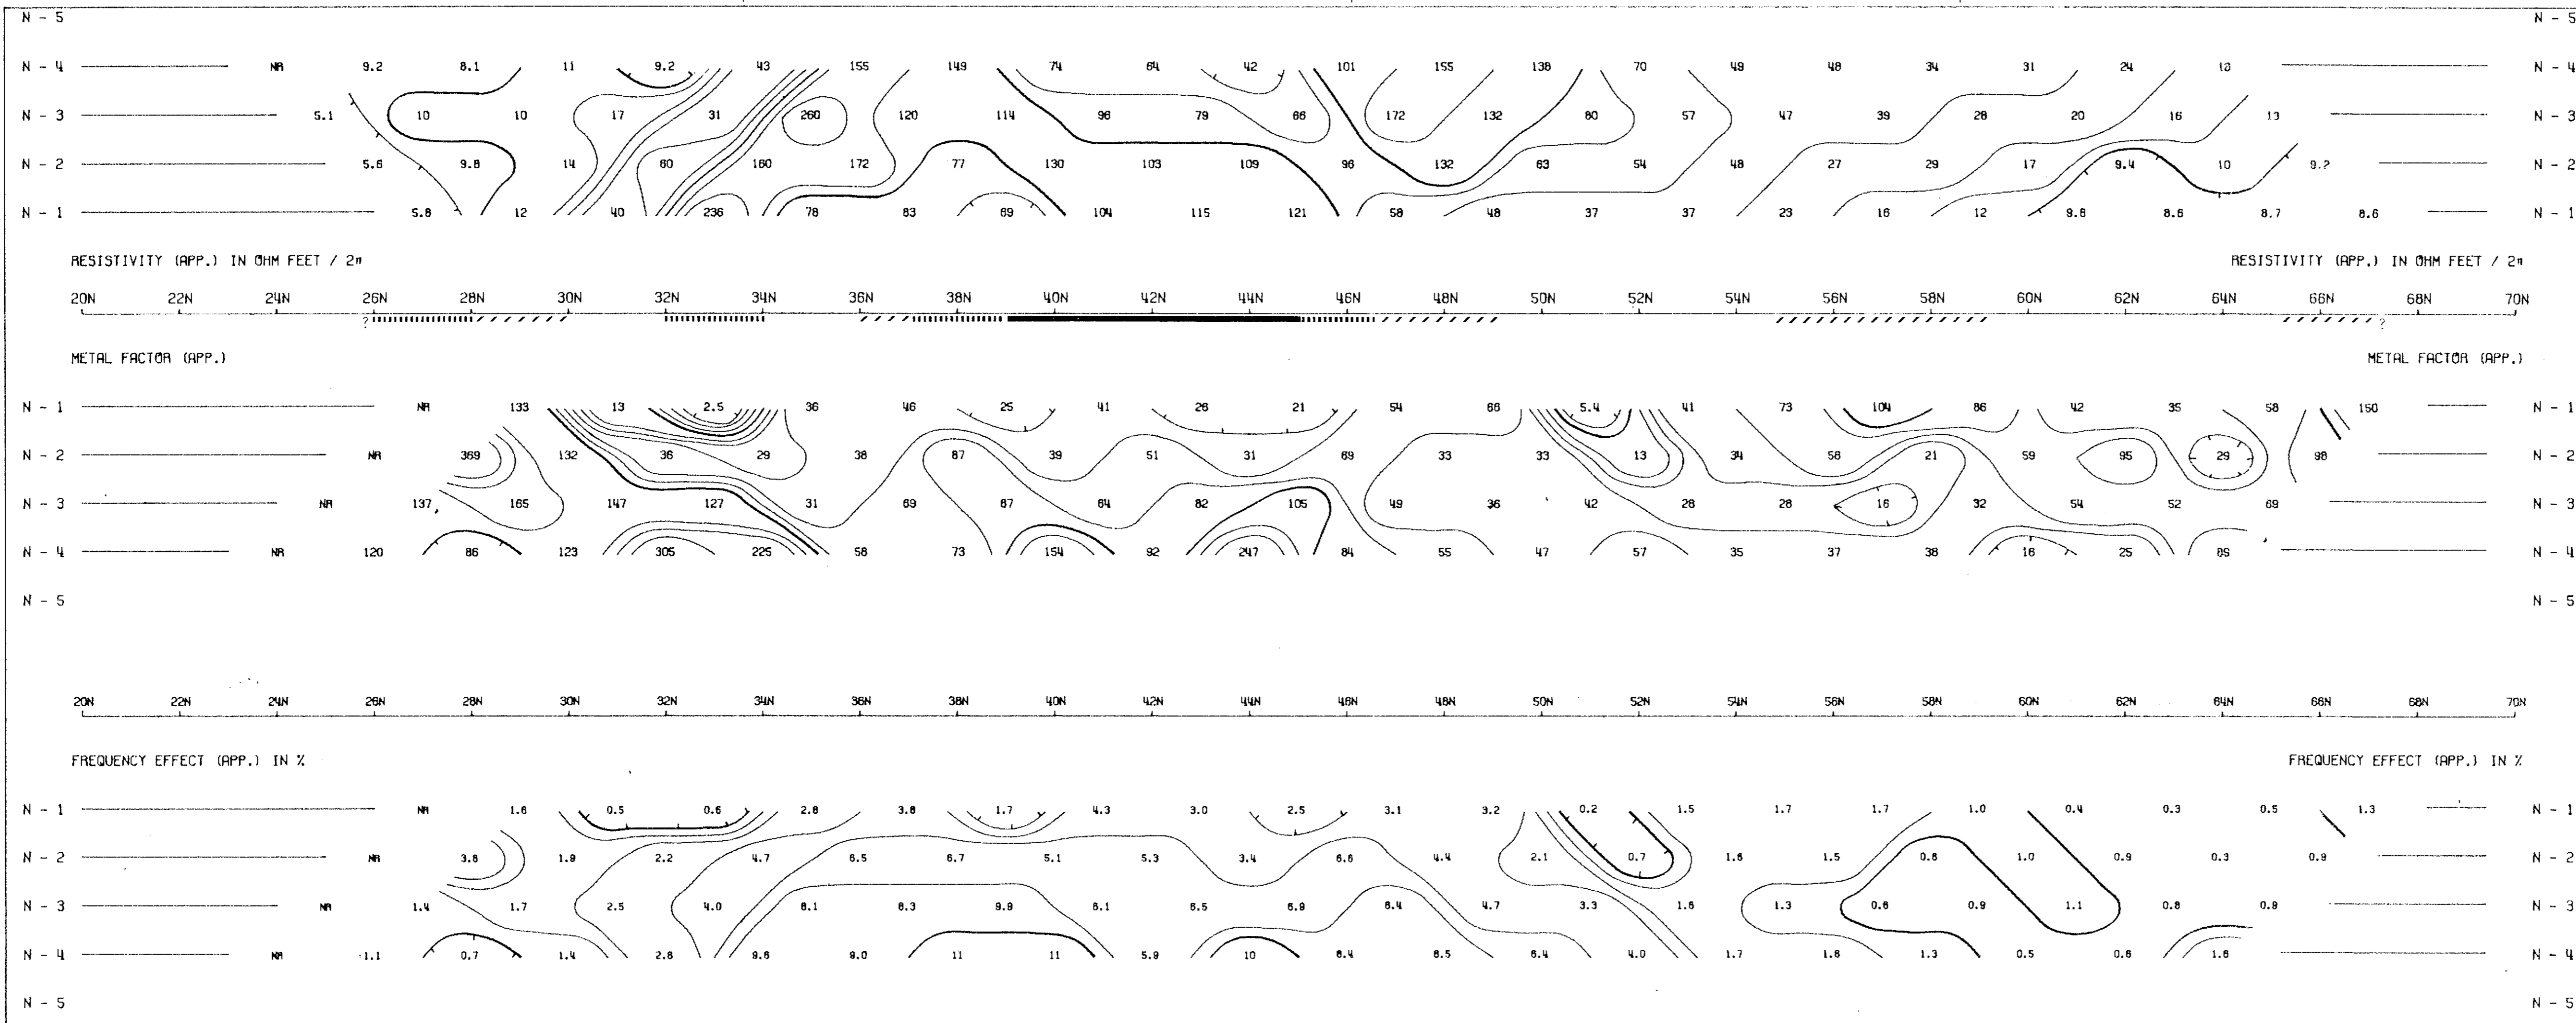 N - 5 N - 5
N - 4 NA 9.2 8.1 11 9.2 43 155 149 74 64 42 101 155 138 70 49 48 34 31 24 N - 4
N - 3 5.1 10 10 17 31 260 120 114 96 79 66 172 132 80 57 47 39 28 20 16 13 N - 3
N - 2 5.6 9.8 14 60 160 172 77 130 103 109 96 132 63 54 48 27 29 17 9.4 10 9.2 N - 2
N - 1 5.8 12 40 236 78 83 69 104 115 121 58 48 37 37 23 16 12 9.8 8.6 8.7 8.6 N - 1
RESISTIVITY (APP.) IN OHM FEET / 2π RESISTIVITY (APP.) IN OHM FEET / 2π
20N 22N 24N 26N 28N 30N 32N 34N 36N 38N 40N 42N 44N 46N 48N 50N 52N 54N 56N 58N 60N 62N 64N 66N 68N 70N
? ?
METAL FACTOR (APP.) METAL FACTOR (APP.)
N - 1 NA 133 13 2.5 36 46 25 41 26 21 54 66 5.4 41 73 104 86 42 35 58 150 N - 1
N - 2 NA 369 132 36 29 38 87 39 51 31 69 33 33 13 34 56 21 59 95 29 98 N - 2
N - 3 NA 137 165 147 127 31 69 87 64 82 105 49 36 42 28 28 16 32 54 52 69 N - 3
N - 4 NA 120 86 123 305 225 58 73 154 92 247 84 55 47 57 35 37 38 16 25 89 N - 4
N - 5 N - 5
20N 22N 24N 26N 28N 30N 32N 34N 36N 38N 40N 42N 44N 46N 48N 50N 52N 54N 56N 58N 60N 62N 64N 66N 68N 70N
FREQUENCY EFFECT (APP.) IN % FREQUENCY EFFECT (APP.) IN %
N - 1 NA 1.6 0.5 0.6 2.8 3.8 1.7 4.3 3.0 2.5 3.1 3.2 0.2 1.5 1.7 1.7 1.0 0.4 0.3 0.5 1.3 N - 1
N - 2 NA 3.6 1.9 2.2 4.7 6.5 6.7 5.1 5.3 3.4 6.6 4.4 2.1 0.7 1.6 1.5 0.6 1.0 0.9 0.3 0.9 N - 2
N - 3 NA 1.4 1.7 2.5 4.0 8.1 8.3 9.9 6.1 6.5 6.9 8.4 4.7 3.3 1.6 1.3 0.6 0.9 1.1 0.8 0.9 N - 3
N - 4 NA 1.1 0.7 1.4 2.8 9.6 9.0 11 11 5.9 10 8.4 8.5 6.4 4.0 1.7 1.8 1.3 0.5 0.6 1.6 N - 4
N - 5 N - 5